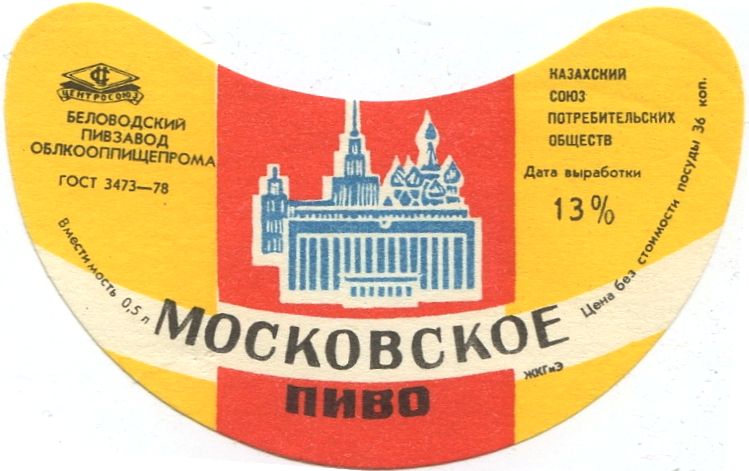 ЦЕНТРОСОЮЗ
БЕЛОВОДСКИЙ
ПИВЗАВОД
ОБЛКООППИЩЕПРОМА
ГОСТ 3473—78
Вместимость 0,5 л
КАЗАХСКИЙ
СОЮЗ
ПОТРЕБИТЕЛЬСКИХ
ОБЩЕСТВ
Дата выработки
13%
Цена без стоимости посуды 36 коп.
МОСКОВСКОЕ
ПИВО
ЖКГиЭ